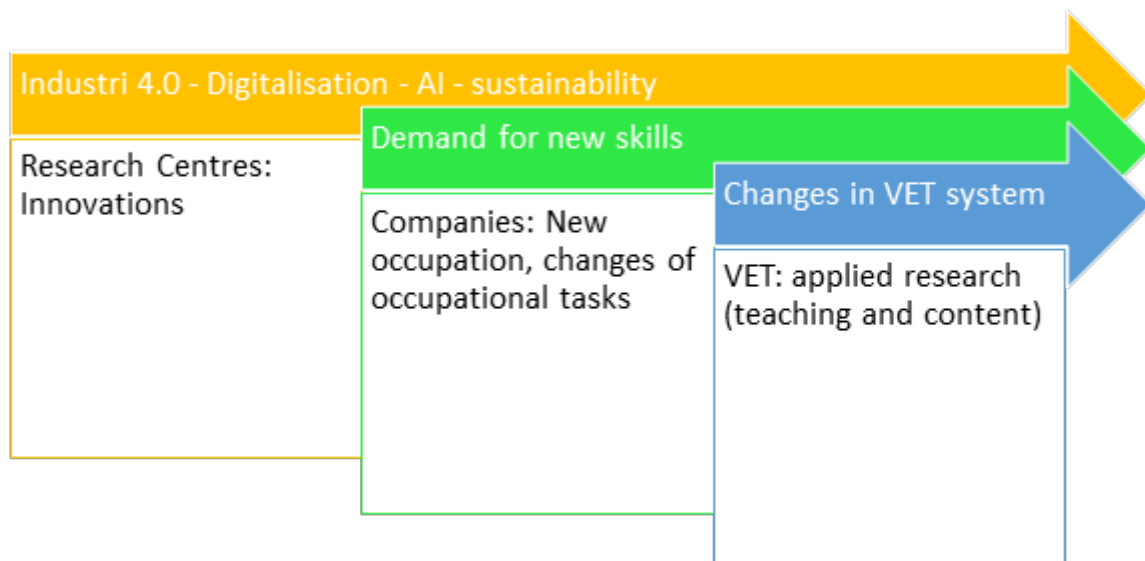 Industri 4.0 - Digitalisation - AI - sustainability
Research Centres:
Innovations
Demand for new skills
Companies: New
occupation, changes of
occupational tasks
Changes in VET system
VET: applied research
(teaching and content)